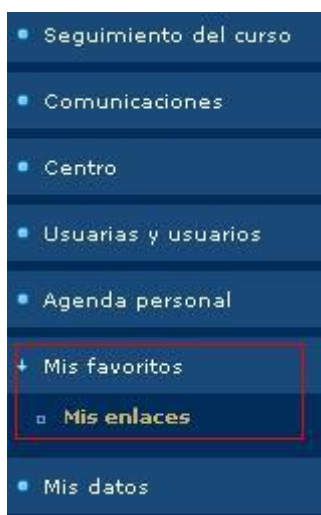 Seguimiento del curso
Comunicaciones
Centro
Usuarias y usuarios
Agenda personal
Mis favoritos
Mis enlaces
Mis datos